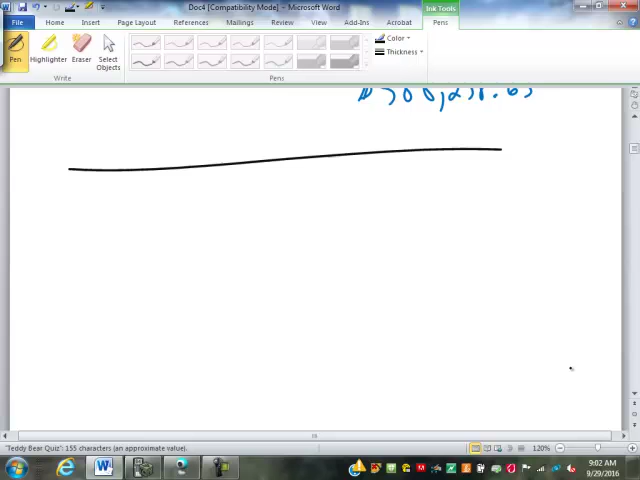 Doc4 [Compatibility Mode] - Microsoft Word
Ink Tools
File Home Insert Page Layout References Mailings Review View Add-Ins Acrobat Pens
Pen Highlighter Eraser Select Objects
Color
Thickness
Write Pens
"Teddy Bear Quiz": 155 characters (an approximate value).
120%
9:02 AM
9/29/2016